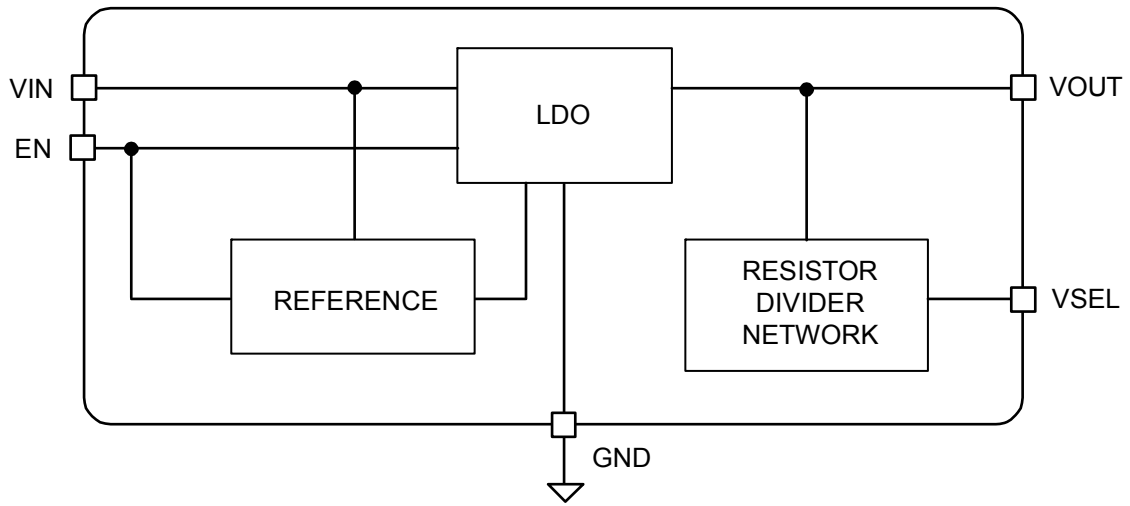 VIN
LDO
VOUT
EN
REFERENCE
RESISTOR
DIVIDER
NETWORK
VSEL
GND